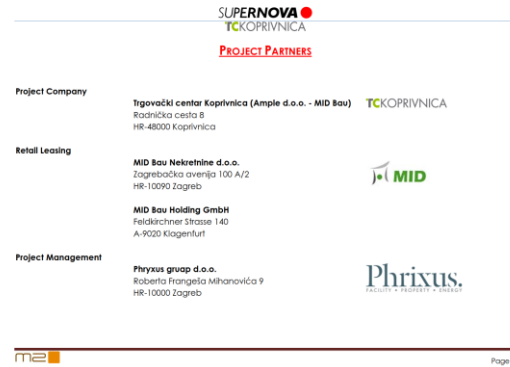 SUPERNOVA
TCKOPRIVNICA
PROJECT PARTNERS
Project Company
Trgovački centar Koprivnica (Ample d.o.o. - MID Bau)
Radnička cesta 8
HR-48000 Koprivnica
TCKOPRIVNICA
Retail Leasing
MID Bau Nekretnine d.o.o.
Zagrebačka avenija 100 A/2
HR-10090 Zagreb
MID
MID Bau Holding GmbH
Feldkirchner Strasse 140
A-9020 Klagenfurt
Project Management
Phryxus gruap d.o.o.
Roberta Frangeša Mihanovića 9
HR-10000 Zagreb
Phrixus.
FACILITY • PROPERTY • ENERGY
m2
Page